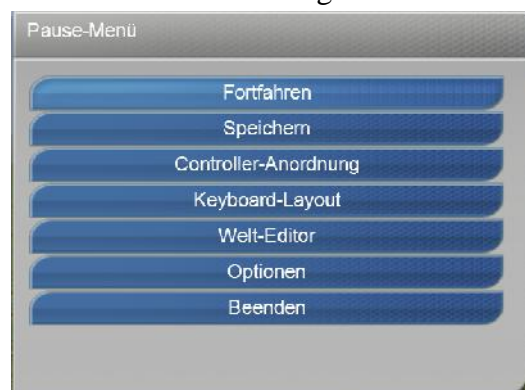 Pause-Menü
Fortfahren
Speichern
Controller-Anordnung
Keyboard-Layout
Welt-Editor
Optionen
Beenden